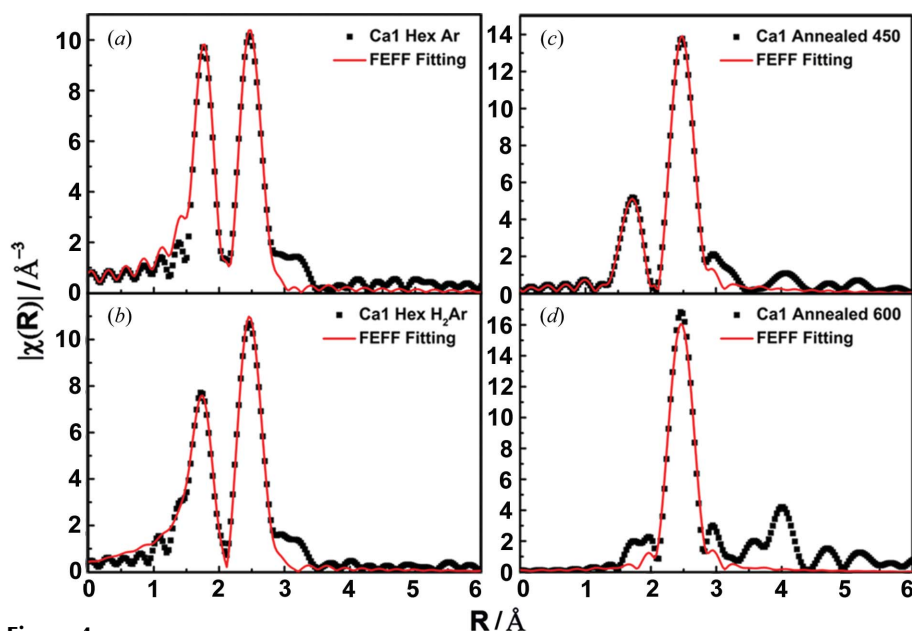 (a)
Ca1 Hex Ar
FEFF Fitting
10
8
6
4
2
0
(c)
Ca1 Annealed 450
FEFF Fitting
14
12
10
8
6
4
2
0
|χ(R)| /Å⁻³
(b)
Ca1 Hex H₂Ar
FEFF Fitting
10
8
6
4
2
0
0 1 2 3 4 5 6
(d)
Ca1 Annealed 600
FEFF Fitting
16
14
12
10
8
6
4
2
0
0 1 2 3 4 5 6
R / Å